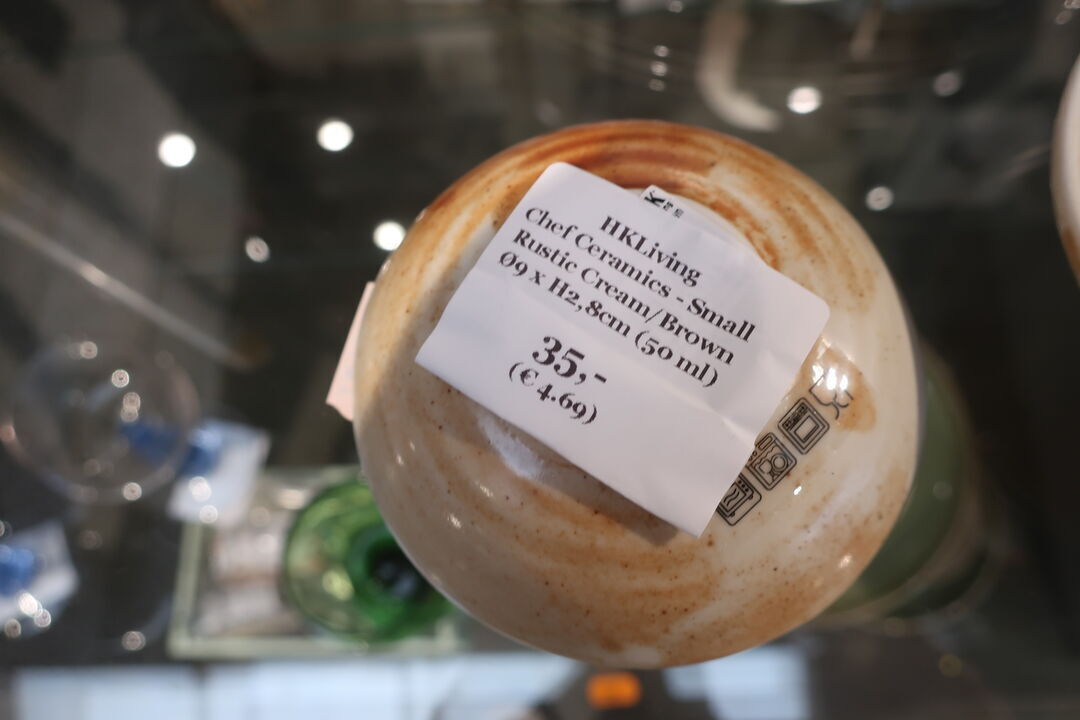 HKLiving
Chef Ceramics - Small
Rustic Cream/Brown
Ø9 x H2,8cm (50 ml)
35,-
(€ 4.69)